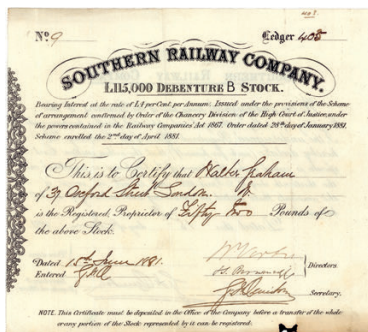 No. 9
Ledger 408
SOUTHERN RAILWAY COMPANY.
£115,000 DEBENTURE B STOCK.
Bearing Interest at the rate of £4 per Cent. per Annum. Issued under the provisions of the Scheme
of arrangement confirmed by Order of the Chancery Division of the High Court of Justice, under
the powers contained in the Railway Companies' Act 1867. Order dated 28th day of January 1881.
Scheme enrolled the 2nd day of April 1881.
This is to Certify that Walter Graham
of 37 Oxford Street London
is the Registered Proprietor of Fifty Two Pounds of
the above Stock.
Dated 15th June 1881.
Entered
Directors
Secretary.
NOTE. This Certificate must be deposited in the Office of the Company before a transfer of the whole
or any portion of the Stock represented by it can be registered.